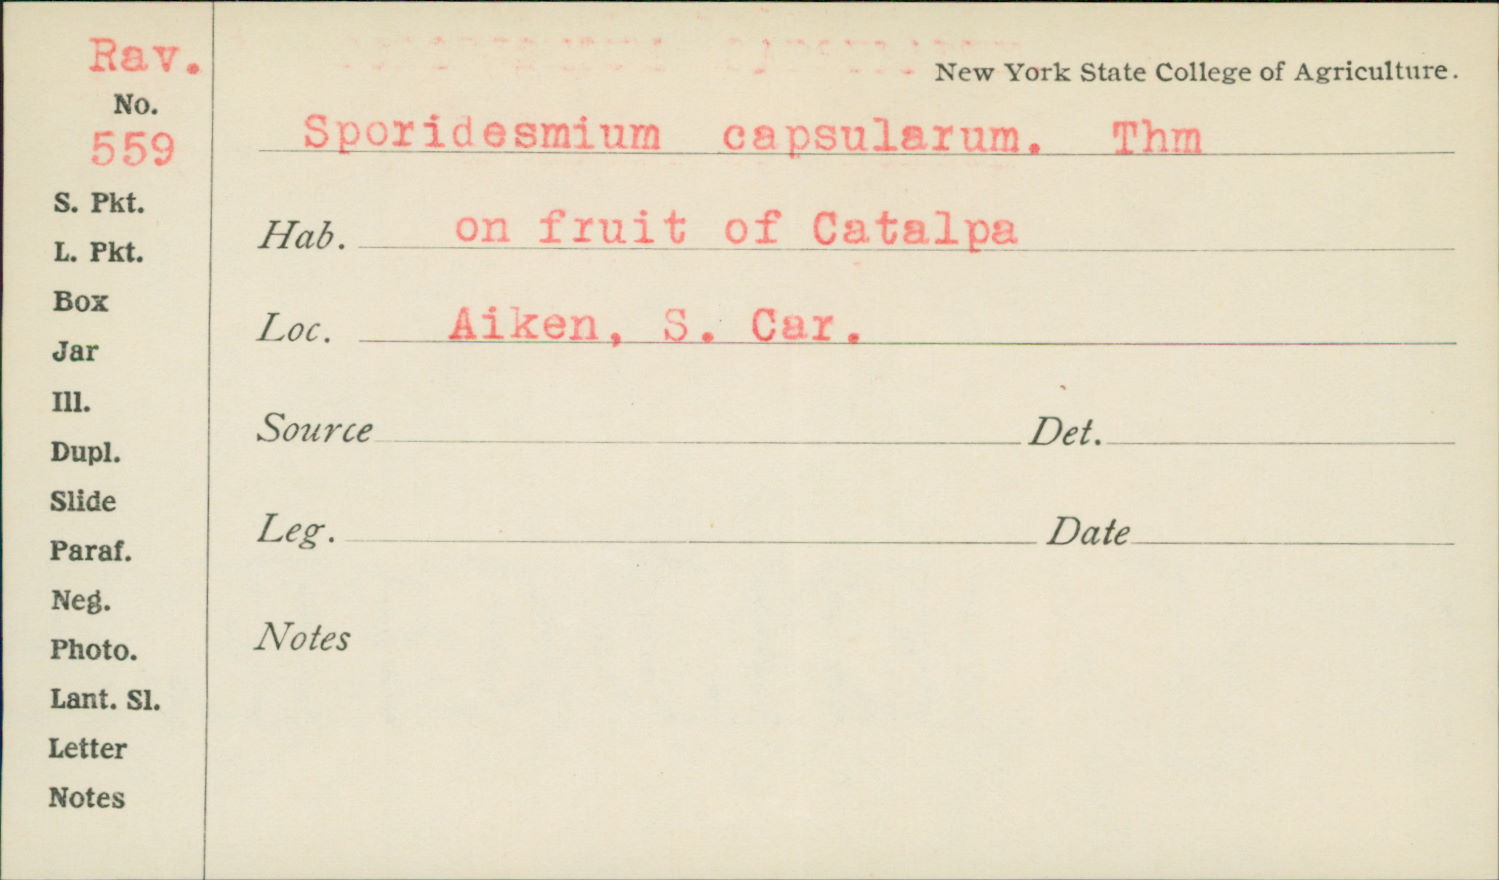 Rav.
No.
559
S. Pkt.
L. Pkt.
Box
Jar
Ill.
Dupl.
Slide
Paraf.
Neg.
Photo.
Lant. Sl.
Letter
Notes
New York State College of Agriculture.
Sporidesmium capsularum. Thm
Hab. on fruit of Catalpa
Loc. Aiken, S. Car.
Source Det.
Leg. Date
Notes